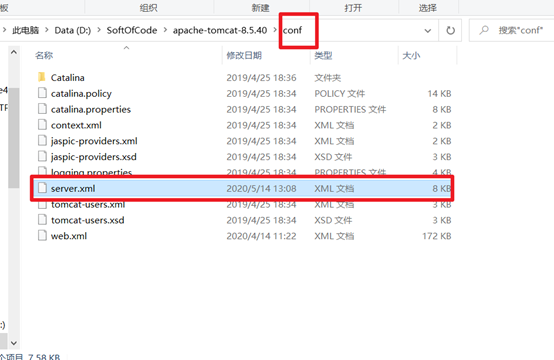 板 组织 新建 打开 选择
此电脑 > Data (D:) > SoftOfCode > apache-tomcat-8.5.40 > conf 搜索"conf"
名称 修改日期 类型 大小
Catalina 2019/4/25 18:36 文件夹
catalina.policy 2019/4/25 18:34 POLICY 文件 14 KB
catalina.properties 2019/4/25 18:34 PROPERTIES 文件 8 KB
context.xml 2019/4/25 18:34 XML 文档 2 KB
jaspic-providers.xml 2019/4/25 18:34 XML 文档 2 KB
jaspic-providers.xsd 2019/4/25 18:34 XSD 文件 3 KB
logging.properties 2019/4/25 18:34 PROPERTIES 文件
server.xml 2020/5/14 13:08 XML 文档 8 KB
tomcat-users.xml 2019/4/25 18:34 XML 文档 3 KB
tomcat-users.xsd 2019/4/25 18:34 XSD 文件 3 KB
web.xml 2020/4/14 11:22 XML 文档 172 KB
个项目 7.58 KB